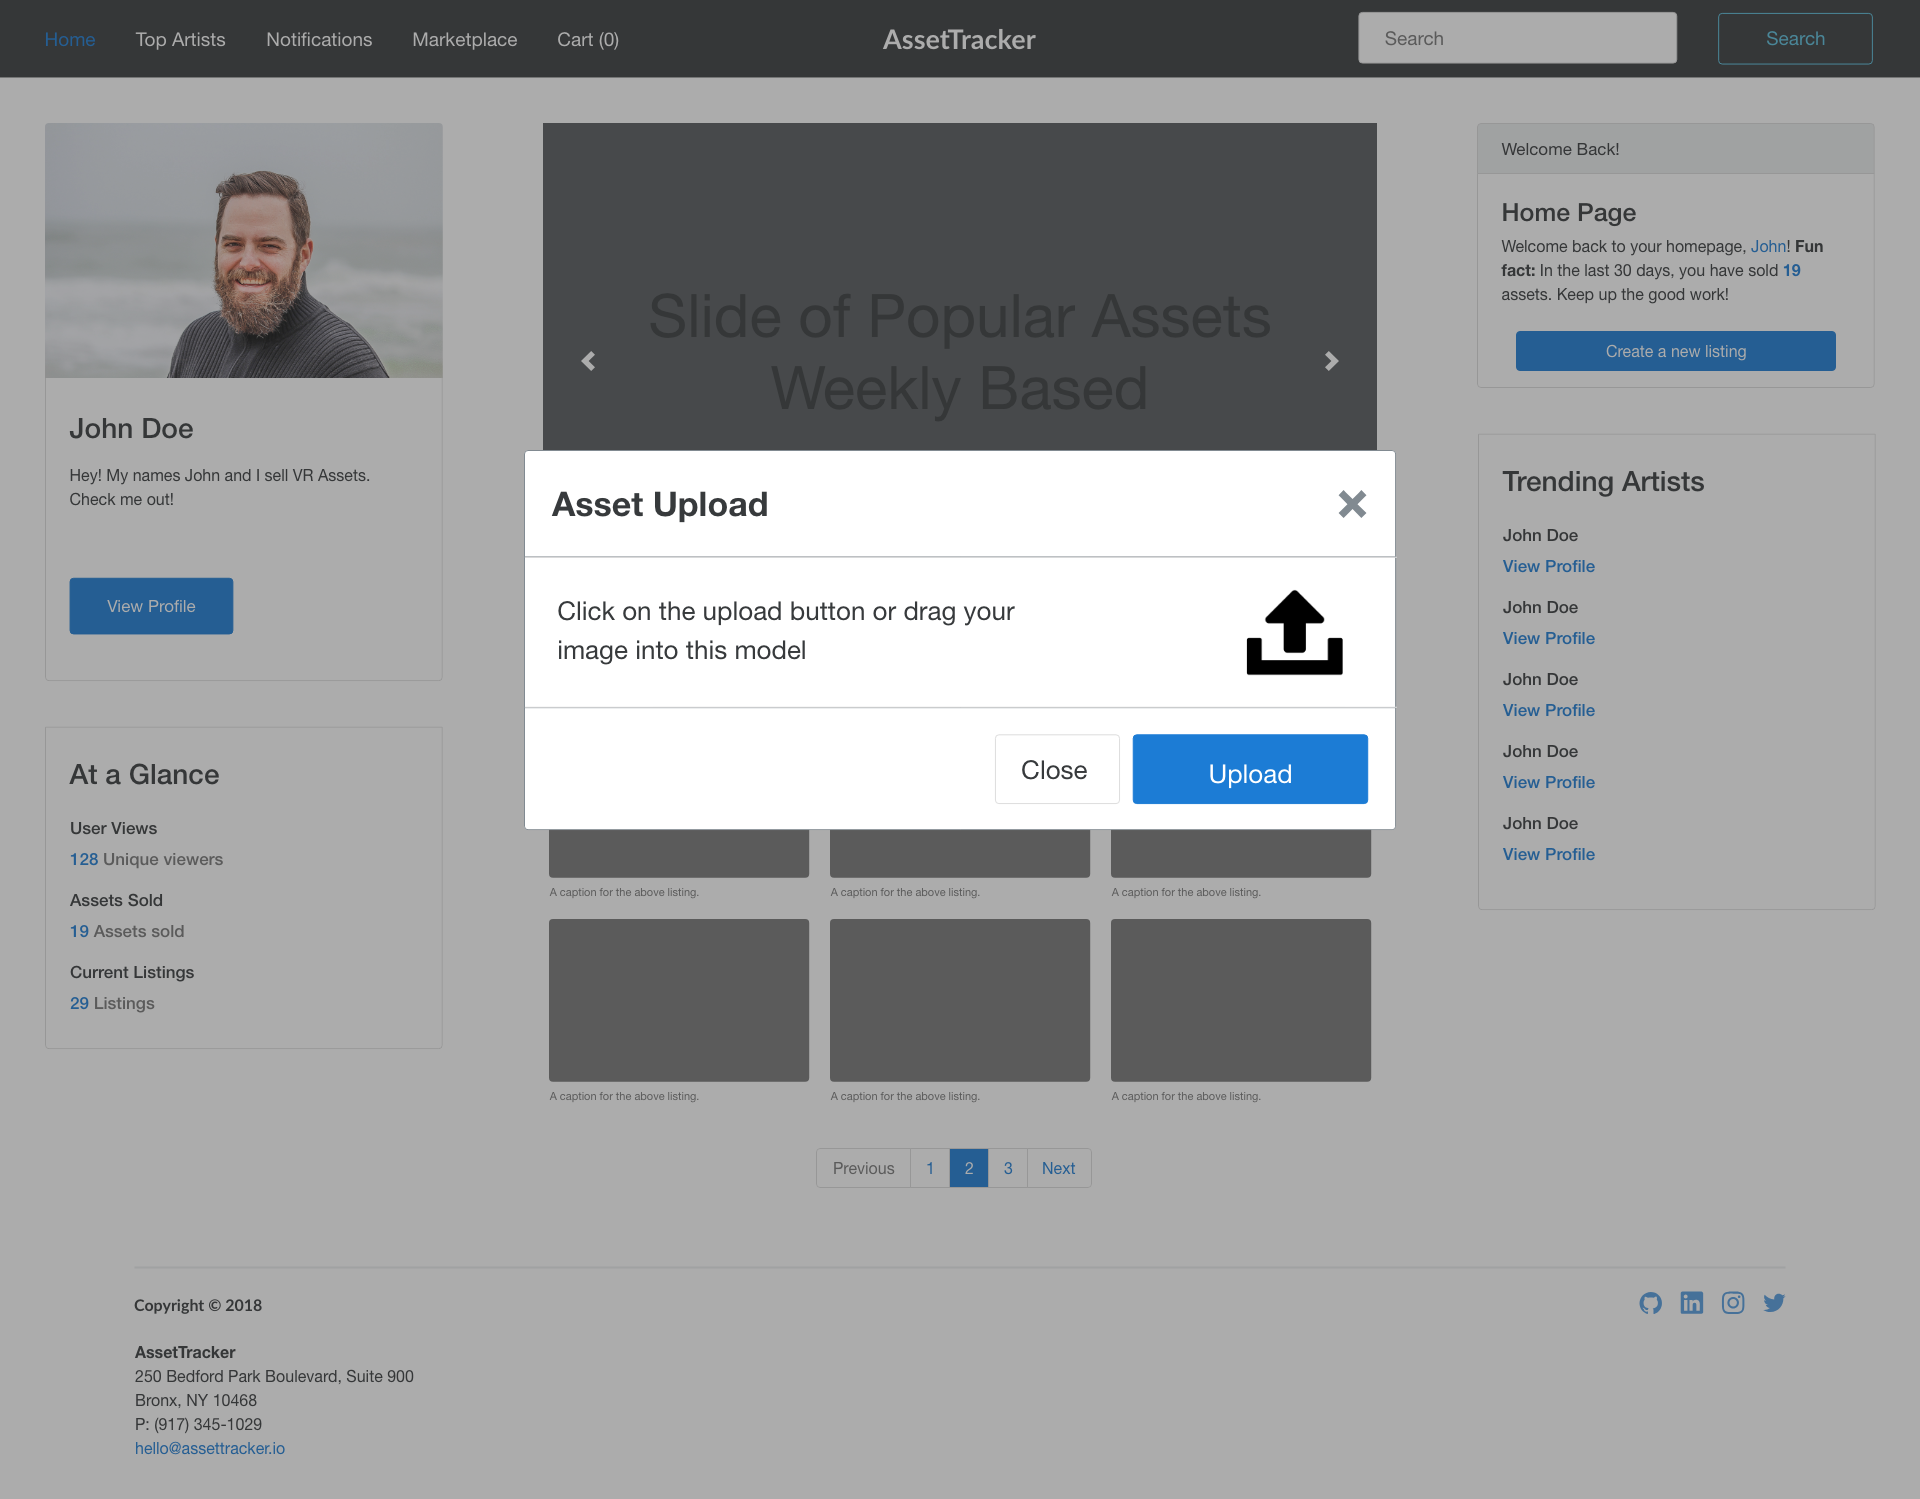 Home
Top Artists
Notifications
Marketplace
Cart (0)
AssetTracker
Search
Search
John Doe
Hey! My names John and I sell VR Assets.
Check me out!
View Profile
At a Glance
User Views
128 Unique viewers
Assets Sold
19 Assets sold
Current Listings
29 Listings
Slide of Popular Assets
Weekly Based
Asset Upload
Click on the upload button or drag your
image into this model
Close
Upload
A caption for the above listing.
A caption for the above listing.
A caption for the above listing.
A caption for the above listing.
A caption for the above listing.
A caption for the above listing.
Previous
1
2
3
Next
Welcome Back!
Home Page
Welcome back to your homepage, John! Fun
fact: In the last 30 days, you have sold 19
assets. Keep up the good work!
Create a new listing
Trending Artists
John Doe
View Profile
John Doe
View Profile
John Doe
View Profile
John Doe
View Profile
John Doe
View Profile
Copyright © 2018
AssetTracker
250 Bedford Park Boulevard, Suite 900
Bronx, NY 10468
P: (917) 345-1029
hello@assettracker.io